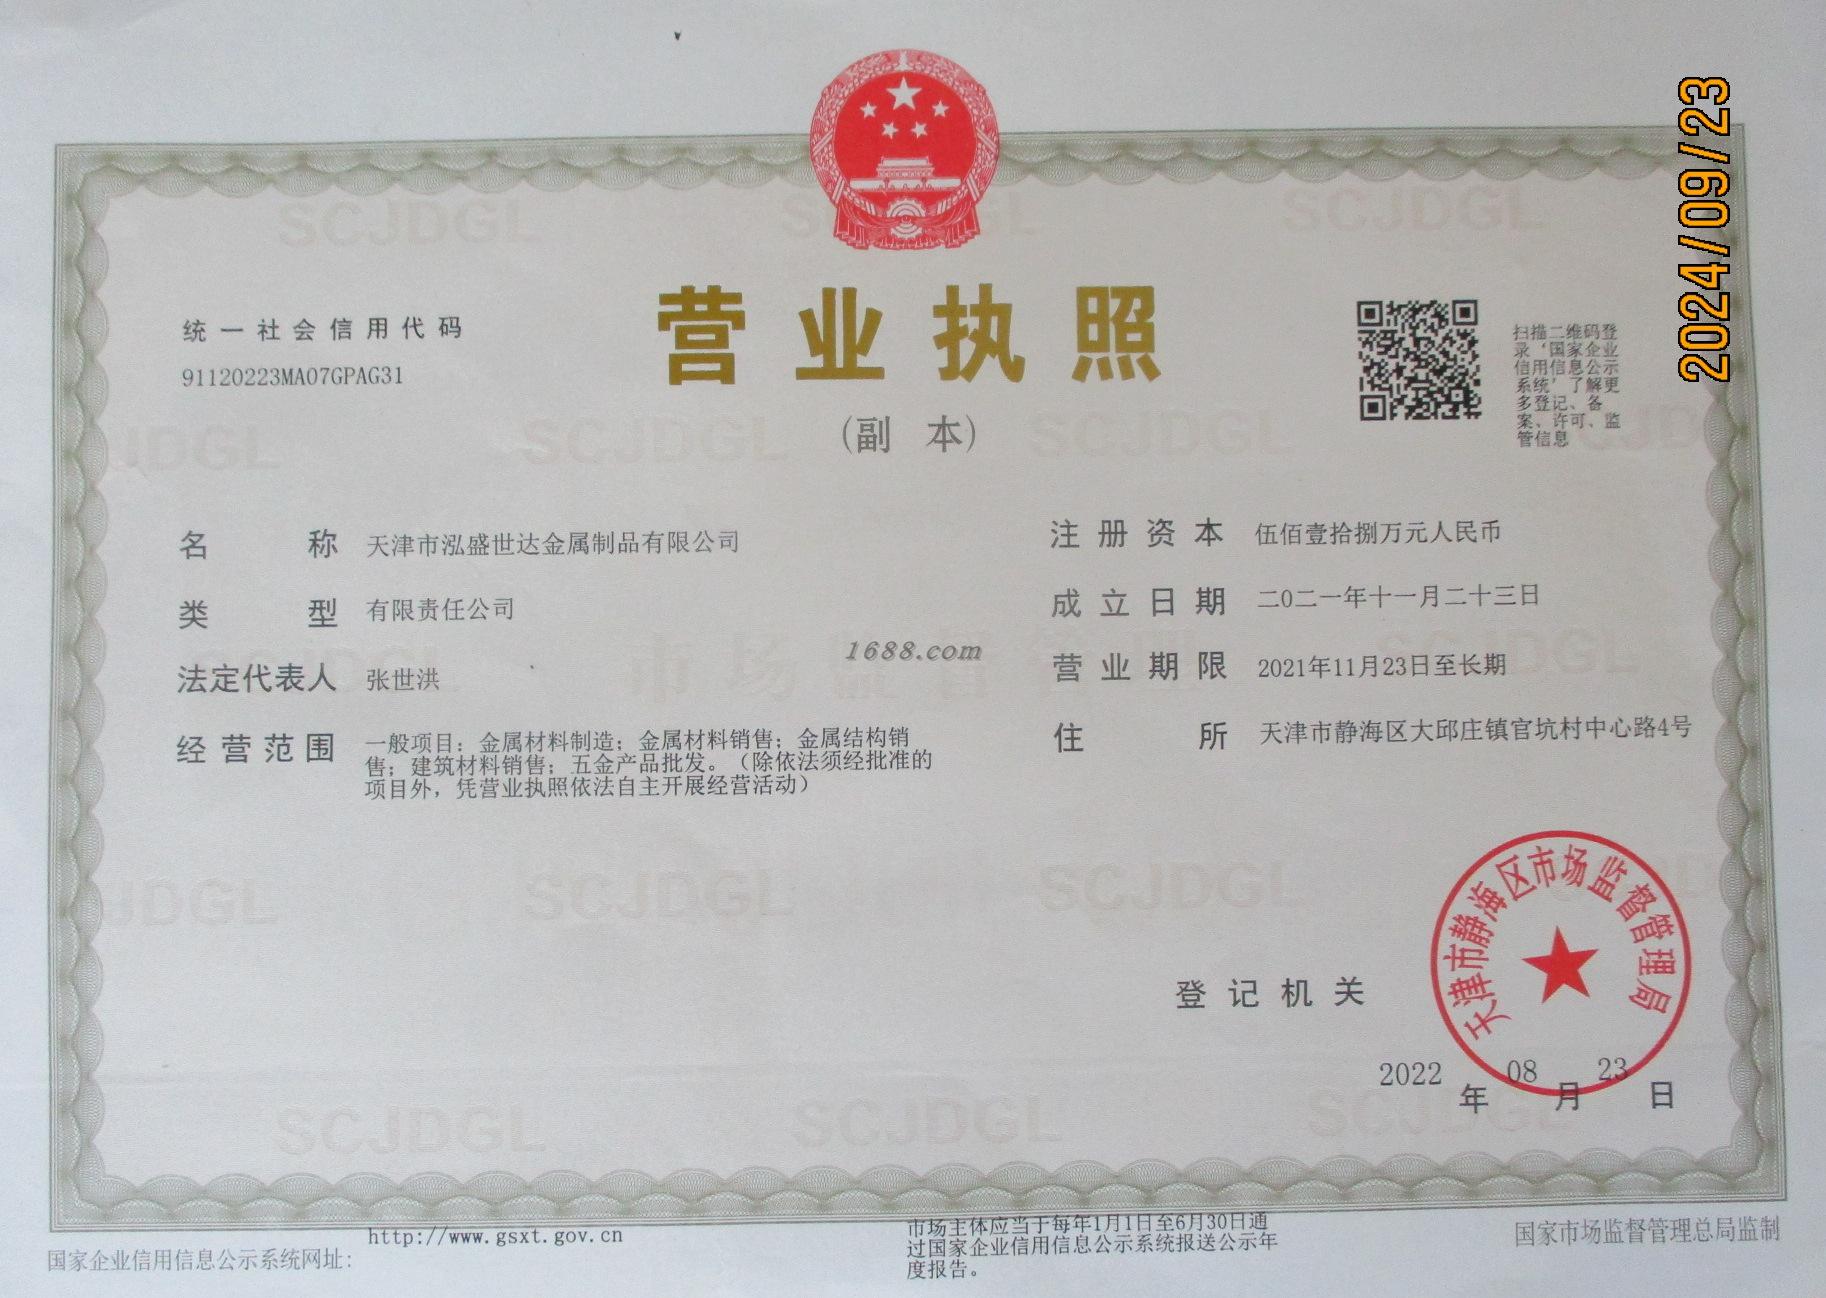 2024/09/23
营业执照
(副 本)
统一社会信用代码
91120223MA07GPAG31
扫描二维码登
录‘国家企业
信用信息公示
系统’了解更
多登记、备
案、许可、监
管信息
名 称 天津市泓盛世达金属制品有限公司
类 型 有限责任公司
法定代表人 张世洪
经营范围 一般项目：金属材料制造；金属材料销售；金属结构销
售；建筑材料销售；五金产品批发。（除依法须经批准的
项目外，凭营业执照依法自主开展经营活动）
注册资本 伍佰壹拾捌万元人民币
成立日期 二0二一年十一月二十三日
营业期限 2021年11月23日至长期
住 所 天津市静海区大邱庄镇官坑村中心路4号
1688.com
登记机关
天津市静海区市场监督管理局
2022 年 08 月 23 日
国家企业信用信息公示系统网址：
http://www.gsxt.gov.cn
市场主体应当于每年1月1日至6月30日通
过国家企业信用信息公示系统报送公示年
度报告。
国家市场监督管理总局监制
SCJDGL
市场监督管理